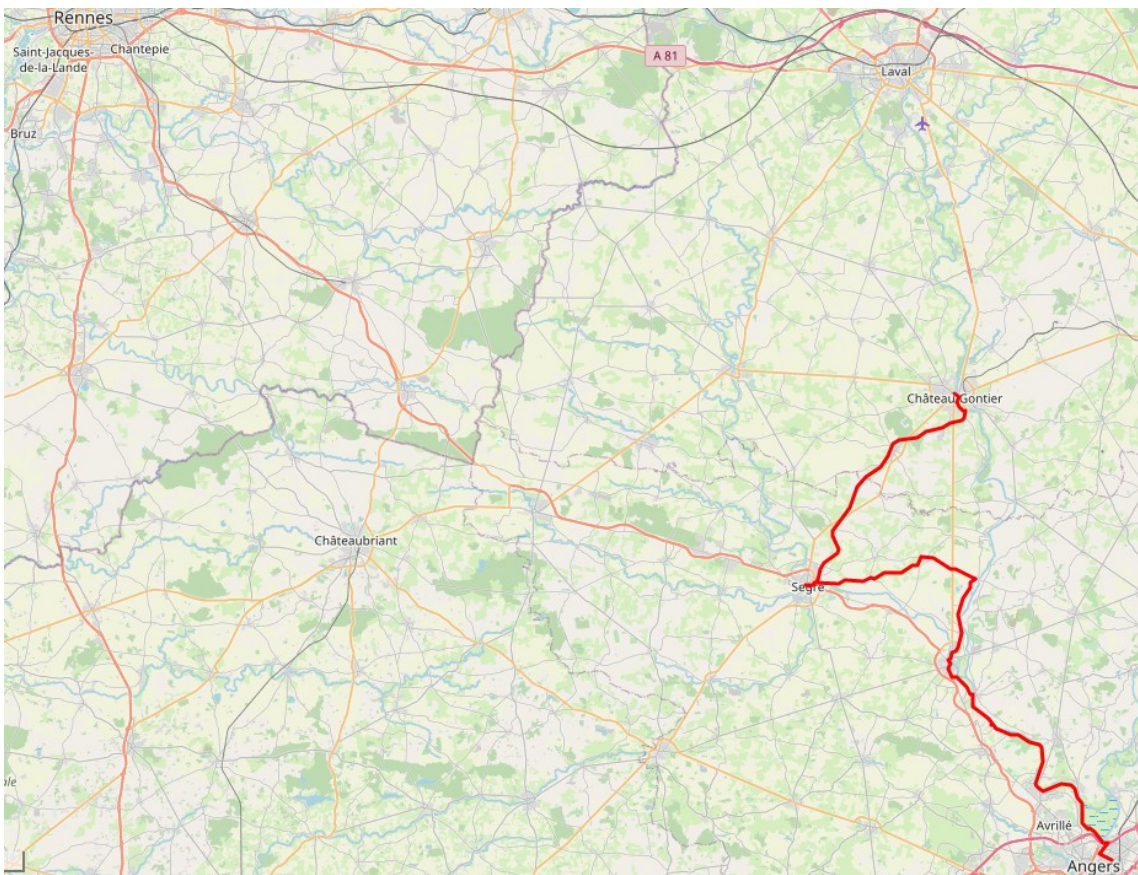 Rennes
Saint-Jacques-
de-la-Lande
Chantepie
A 81
Laval
Bruz
Château-Gontier
Châteaubriant
Segré
Avrillé
Angers